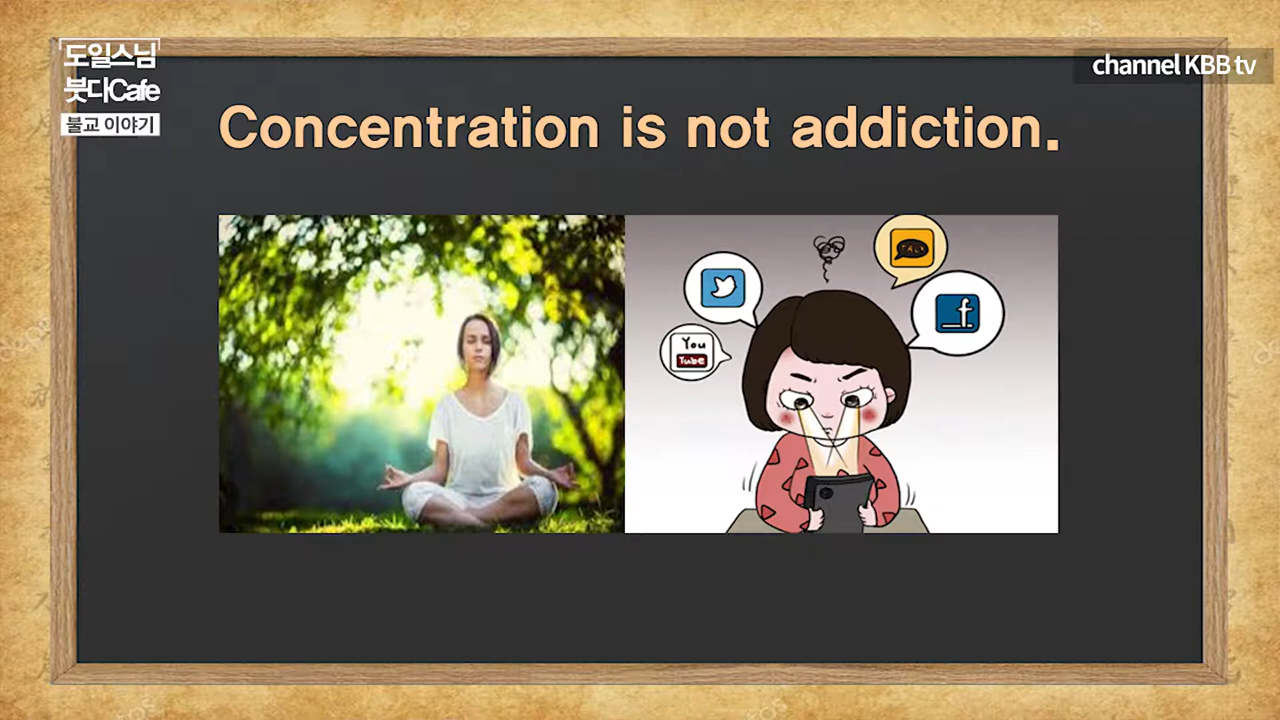 도일스님
붓다Cafe
불교 이야기
channel KBB tv
Concentration is not addiction.
TALK
You
Tube
f